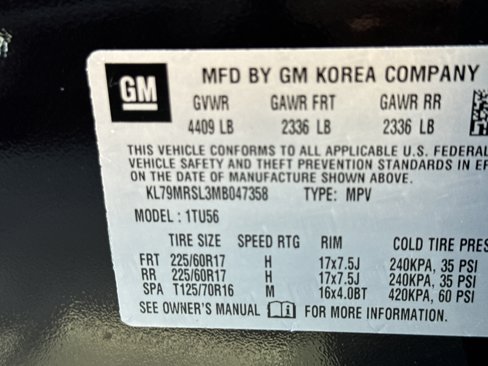 GM
MFD BY GM KOREA COMPANY
GVWR GAWR FRT GAWR RR
4409 LB 2336 LB 2336 LB
THIS VEHICLE CONFORMS TO ALL APPLICABLE U.S. FEDERAL
VEHICLE SAFETY AND THEFT PREVENTION STANDARDS IN EF
ON THE DATE OF MANUFACTURE SHOWN ABOVE.
KL79MRSL3MB047358 TYPE: MPV
MODEL : 1TU56
TIRE SIZE SPEED RTG RIM COLD TIRE PRES
FRT 225/60R17 H 17x7.5J 240KPA, 35 PSI
RR 225/60R17 H 17x7.5J 240KPA, 35 PSI
SPA T125/70R16 M 16x4.0BT 420KPA, 60 PSI
SEE OWNER'S MANUAL FOR MORE INFORMATION.